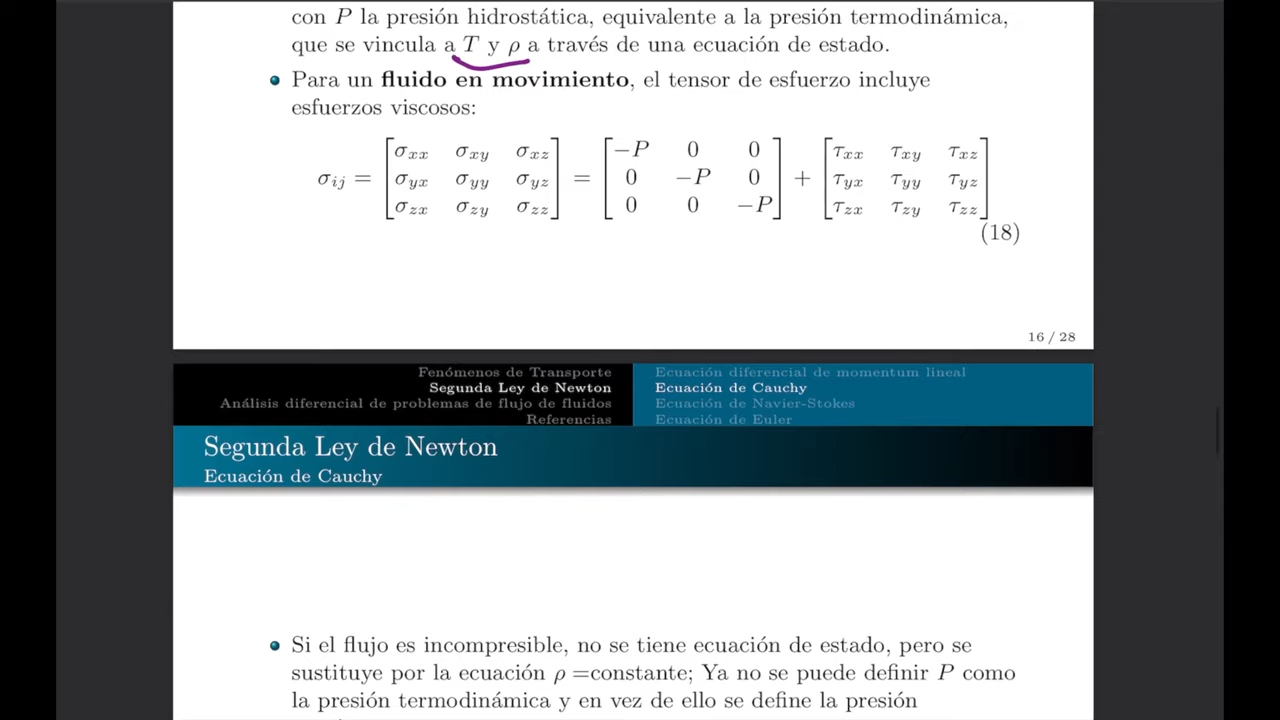 con P la presión hidrostática, equivalente a la presión termodinámica,
que se vincula a T y ρ a través de una ecuación de estado.
Para un fluido en movimiento, el tensor de esfuerzo incluye
esfuerzos viscosos:
σij = [σxx σxy σxz; σyx σyy σyz; σzx σzy σzz] = [−P 0 0; 0 −P 0; 0 0 −P] + [τxx τxy τxz; τyx τyy τyz; τzx τzy τzz]
(18)
16 / 28
Fenómenos de Transporte
Segunda Ley de Newton
Análisis diferencial de problemas de flujo de fluidos
Referencias
Ecuación diferencial de momentum lineal
Ecuación de Cauchy
Ecuación de Navier-Stokes
Ecuación de Euler
Segunda Ley de Newton
Ecuación de Cauchy
Si el flujo es incompresible, no se tiene ecuación de estado, pero se
sustituye por la ecuación ρ =constante; Ya no se puede definir P como
la presión termodinámica y en vez de ello se define la presión